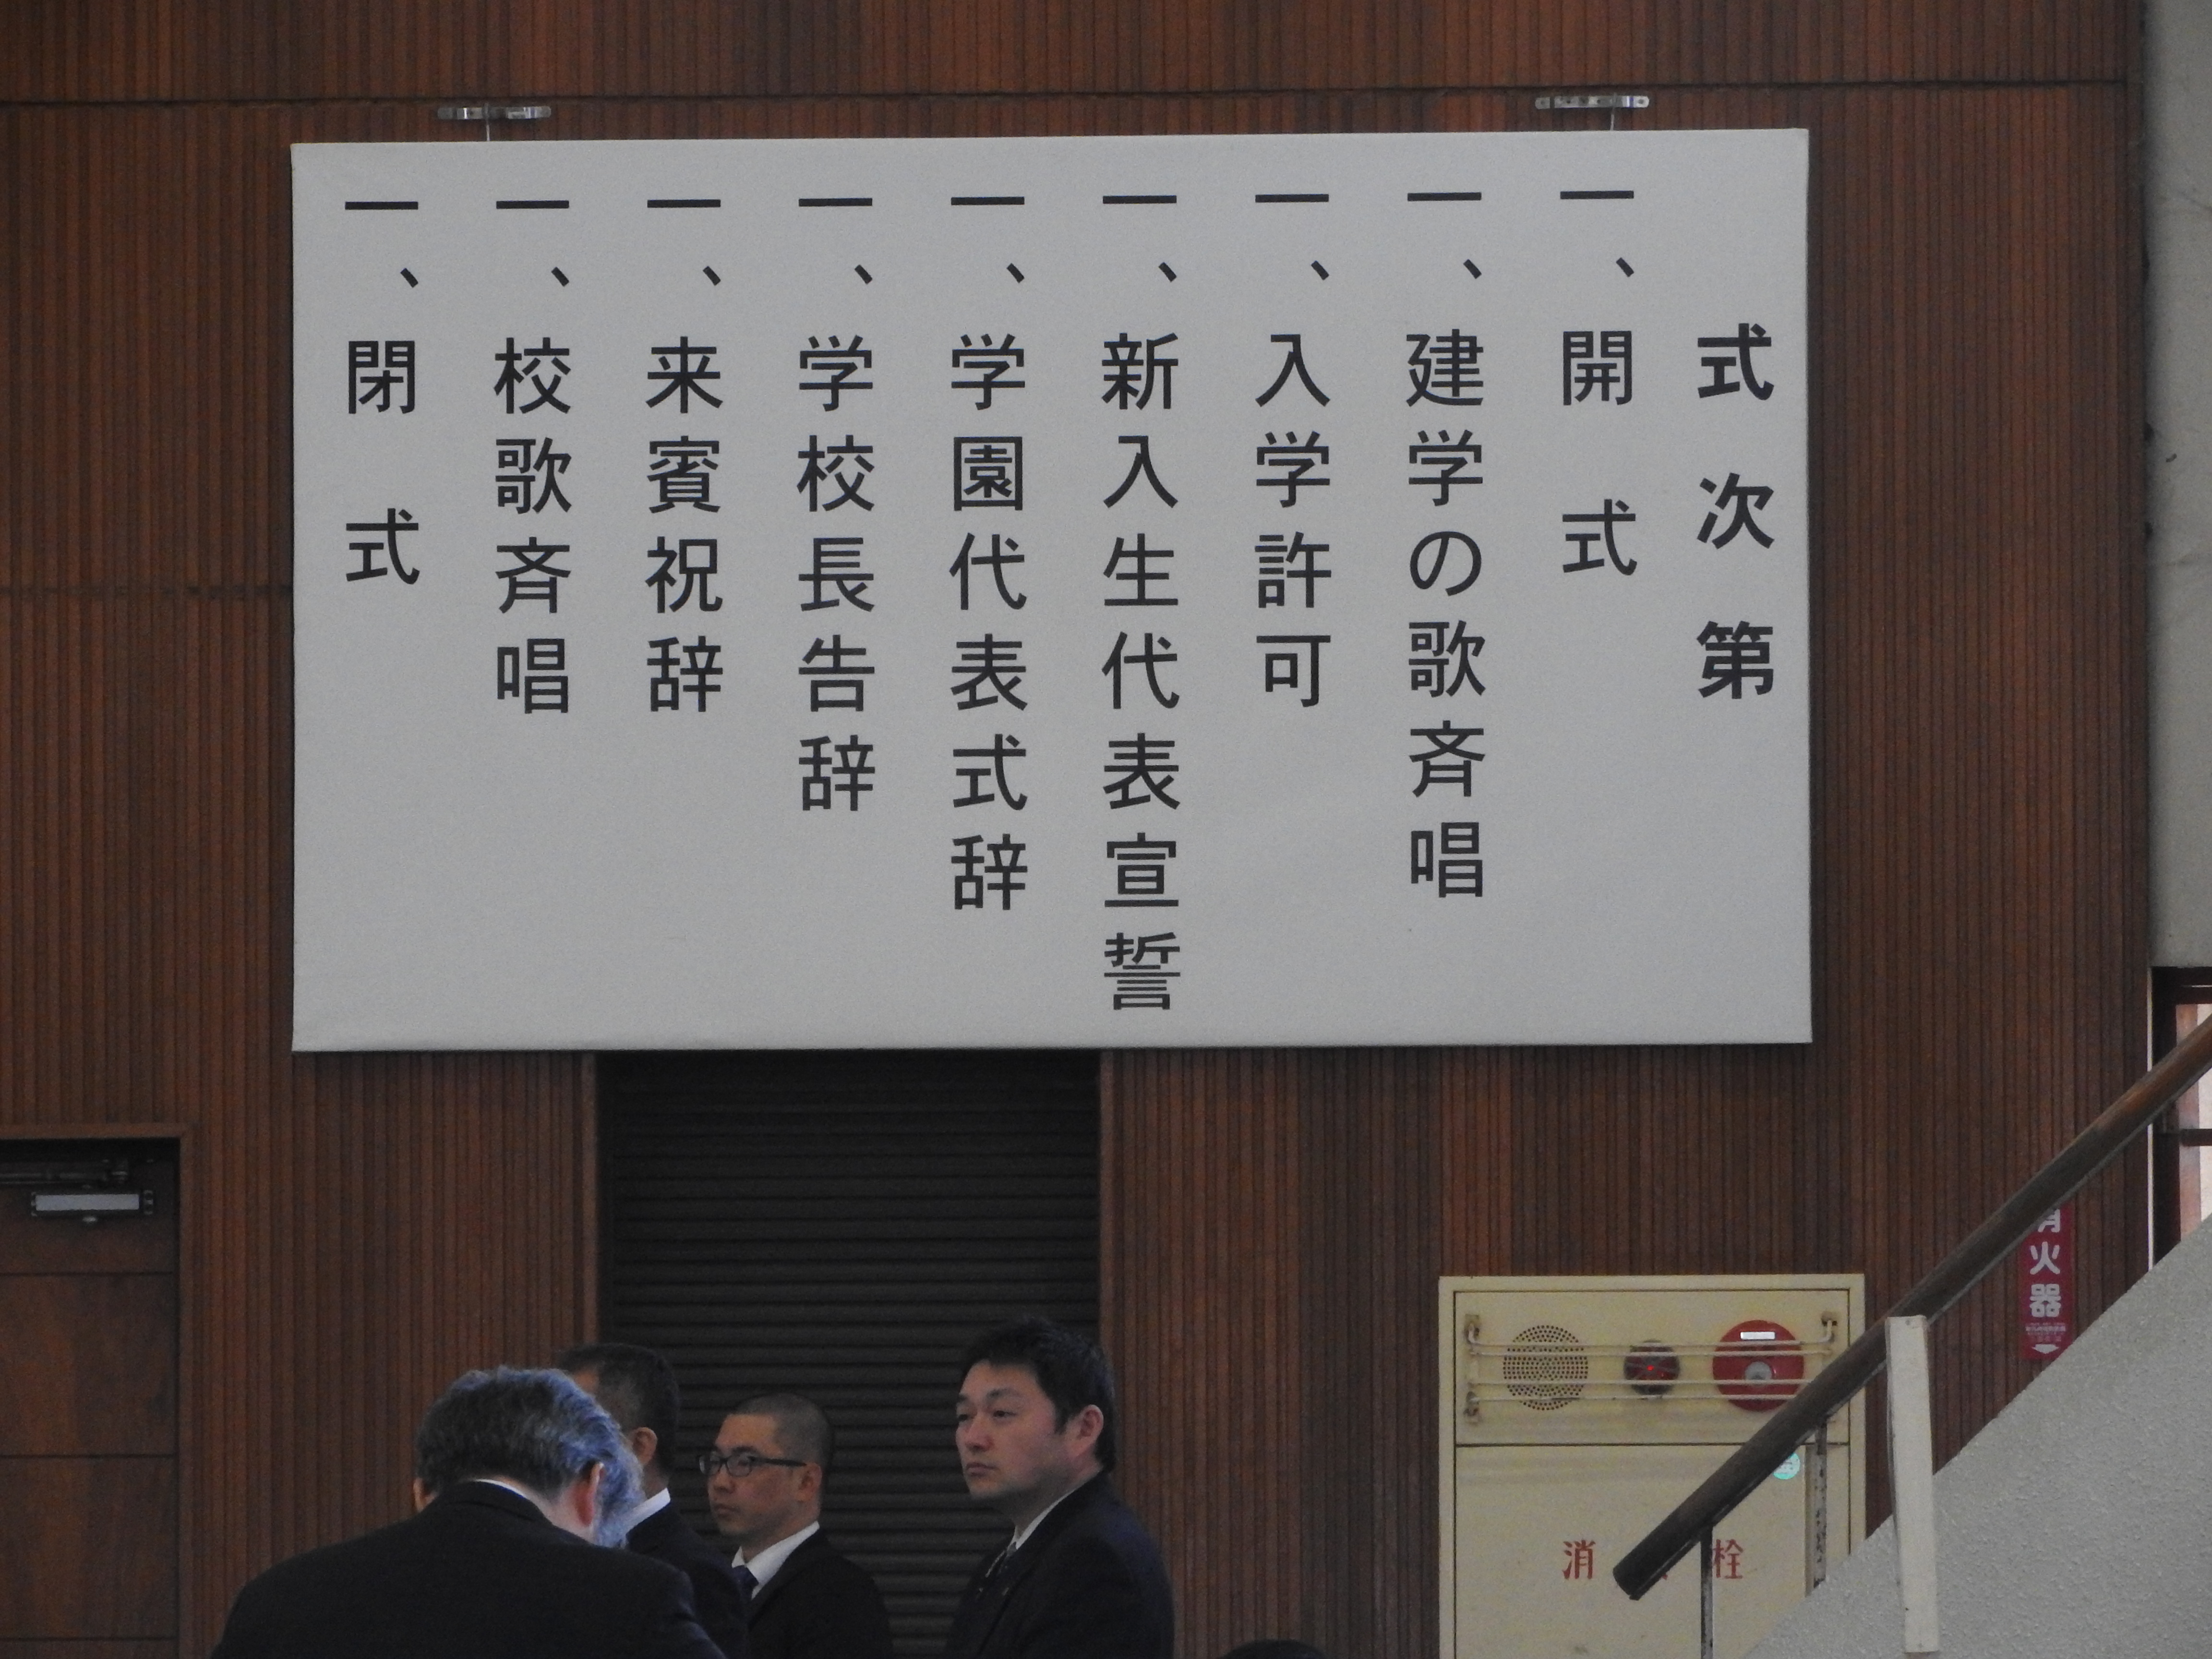 式次第
一、開式
一、建学の歌斉唱
一、入学許可
一、新入生代表宣誓
一、学園代表式辞
一、学校長告辞
一、来賓祝辞
一、校歌斉唱
一、閉式
消火器
消 栓